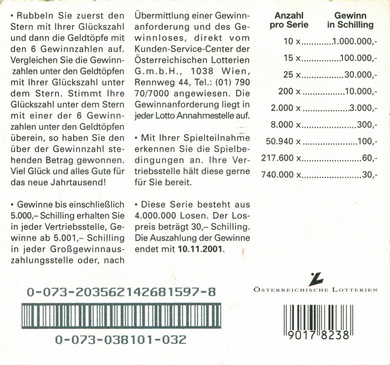 • Rubbeln Sie zuerst den
Stern mit Ihrer Glückszahl
und dann die Geldtöpfe mit
den 6 Gewinnzahlen auf.
Vergleichen Sie die Gewinn-
zahlen unter den Geldtöpfen
mit Ihrer Glückszahl unter
dem Stern. Stimmt Ihre
Glückszahl unter dem Stern
mit einer der 6 Gewinn-
zahlen unter den Geldtöpfen
überein, so haben Sie den
über der Gewinnzahl ste-
henden Betrag gewonnen.
Viel Glück und alles Gute für
das neue Jahrtausend!
• Gewinne bis einschließlich
5.000,– Schilling erhalten Sie
in jeder Vertriebsstelle, Ge-
winne ab 5.001,– Schilling
in jeder Großgewinnaus-
zahlungsstelle oder, nach
Übermittlung einer Gewinn-
anforderung und des Ge-
winnloses, direkt vom
Kunden-Service-Center der
Österreichischen Lotterien
G.m.b.H., 1038 Wien,
Rennweg 44, Tel.: (01) 790
70/7000 angewiesen. Die
Gewinnanforderung liegt in
jeder Lotto Annahmestelle auf.
• Mit Ihrer Spielteilnahme
erkennen Sie die Spielbe-
dingungen an. Ihre Ver-
triebsstelle hält diese gerne
für Sie bereit.
• Diese Serie besteht aus
4.000.000 Losen. Der Los-
preis beträgt 30,– Schilling.
Die Auszahlung der Gewinne
endet mit 10.11.2001.
Anzahl Gewinn
pro Serie in Schilling
10 x..............1.000.000,-
15 x.................100.000,-
25 x...................30.000,-
200 x...................10.000,-
2.000 x.....................3.000,-
8.000 x........................300,-
50.940 x........................100,-
217.600 x..........................60,-
740.000 x..........................30,-
0-073-203562142681597-8
0-073-038101-032
ÖSTERREICHISCHE LOTTERIEN
9017 8238